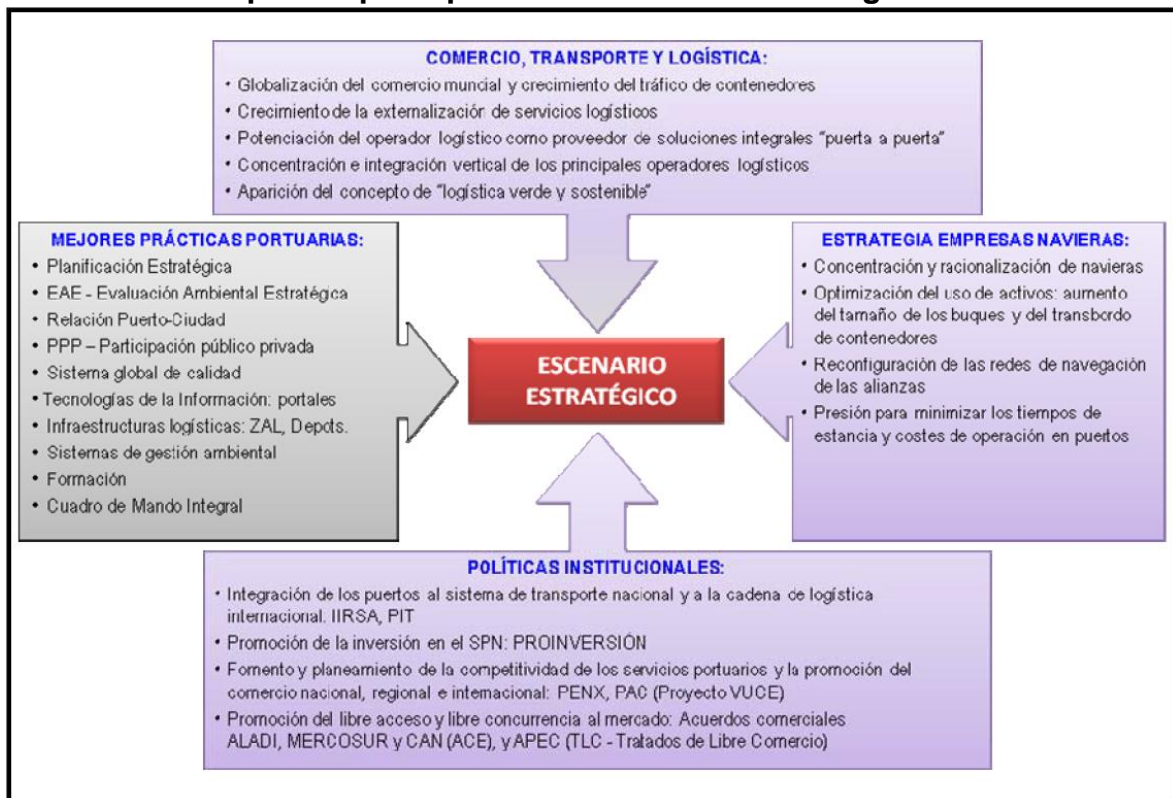 COMERCIO, TRANSPORTE Y LOGÍSTICA:
• Globalización del comercio muncial y crecimiento del tráfico de contenedores
• Crecimiento de la externalización de servicios logísticos
• Potenciación del operador logístico como proveedor de soluciones integrales "puerta a puerta"
• Concentración e integración vertical de los principales operadores logísticos
• Aparición del concepto de "logística verde y sostenible"
MEJORES PRÁCTICAS PORTUARIAS:
• Planificación Estratégica
• EAE - Evaluación Ambiental Estratégica
• Relación Puerto-Ciudad
• PPP – Participación público privada
• Sistema global de calidad
• Tecnologías de la Información: portales
• Infraestructuras logísticas: ZAL, Depots.
• Sistemas de gestión ambiental
• Formación
• Cuadro de Mando Integral
ESCENARIO
ESTRATÉGICO
ESTRATEGIA EMPRESAS NAVIERAS:
• Concentración y racionalización de navieras
• Optimización del uso de activos: aumento
del tamaño de los buques y del transbordo
de contenedores
• Reconfiguración de las redes de navegación
de las alianzas
• Presión para minimizar los tiempos de
estancia y costes de operación en puertos
POLÍTICAS INSTITUCIONALES:
• Integración de los puertos al sistema de transporte nacional y a la cadena de logística
internacional: IIRSA, PIT
• Promoción de la inversión en el SPN: PROINVERSIÓN
• Fomento y planeamiento de la competitividad de los servicios portuarios y la promoción del
comercio nacional, regional e internacional: PENX, PAC (Proyecto VUCE)
• Promoción del libre acceso y libre concurrencia al mercado: Acuerdos comerciales
ALADI, MERCOSUR y CAN (ACE), y APEC (TLC - Tratados de Libre Comercio)